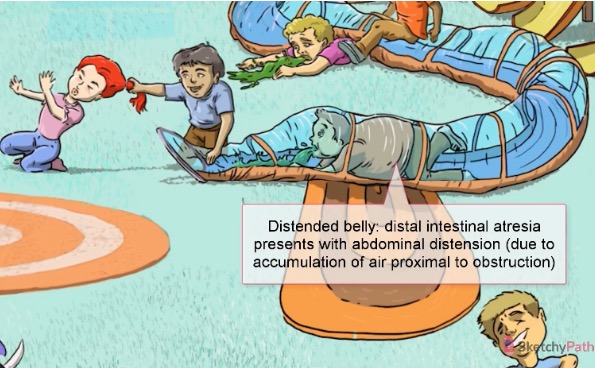 Distended belly: distal intestinal atresia
presents with abdominal distension (due to
accumulation of air proximal to obstruction)
SketchyPath